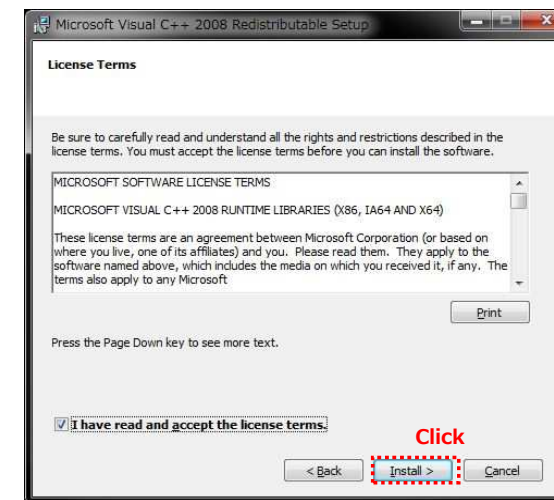 Microsoft Visual C++ 2008 Redistributable Setup
License Terms
Be sure to carefully read and understand all the rights and restrictions described in the
license terms. You must accept the license terms before you can install the software.
MICROSOFT SOFTWARE LICENSE TERMS
MICROSOFT VISUAL C++ 2008 RUNTIME LIBRARIES (X86, IA64 AND X64)
These license terms are an agreement between Microsoft Corporation (or based on
where you live, one of its affiliates) and you.  Please read them.  They apply to the
software named above, which includes the media on which you received it, if any.  The
terms also apply to any Microsoft
Print
Press the Page Down key to see more text.
I have read and accept the license terms.
Click
< Back
Install >
Cancel